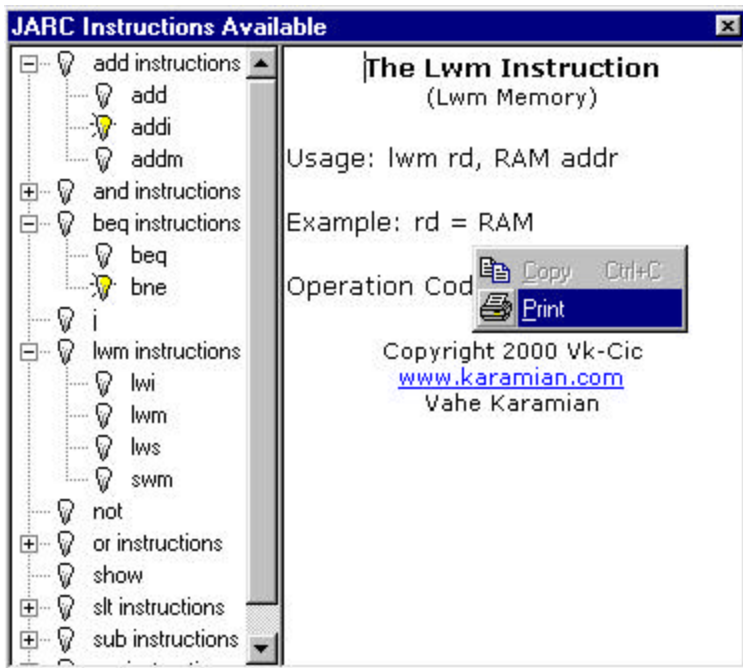 JARC Instructions Available
add instructions
add
addi
addm
and instructions
beq instructions
beq
bne
j
lwm instructions
lwi
lwm
lws
swm
not
or instructions
show
slt instructions
sub instructions
The Lwm Instruction
(Lwm Memory)
Usage: lwm rd, RAM addr
Example: rd = RAM
Operation Cod
Copy Ctrl+C
Print
Copyright 2000 Vk-Cic
www.karamian.com
Vahe Karamian